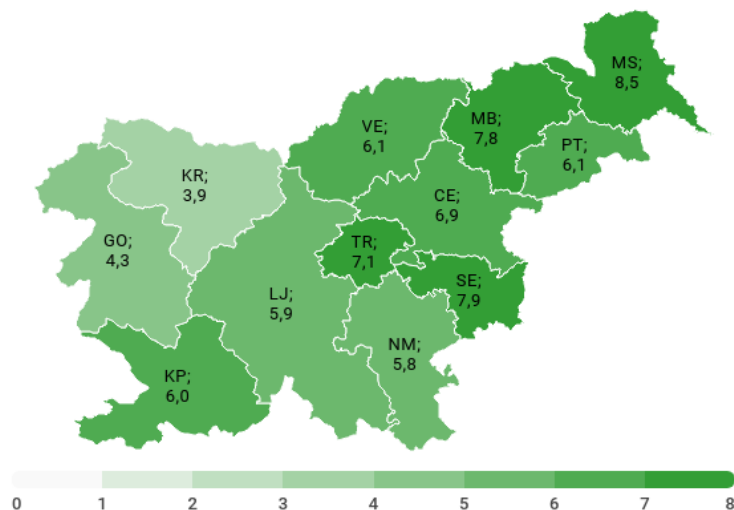 MS;
8,5
MB;
7,8
VE;
6,1
PT;
6,1
KR;
3,9
CE;
6,9
GO;
4,3
TR;
7,1
SE;
7,9
LJ;
5,9
NM;
5,8
KP;
6,0
0 1 2 3 4 5 6 7 8